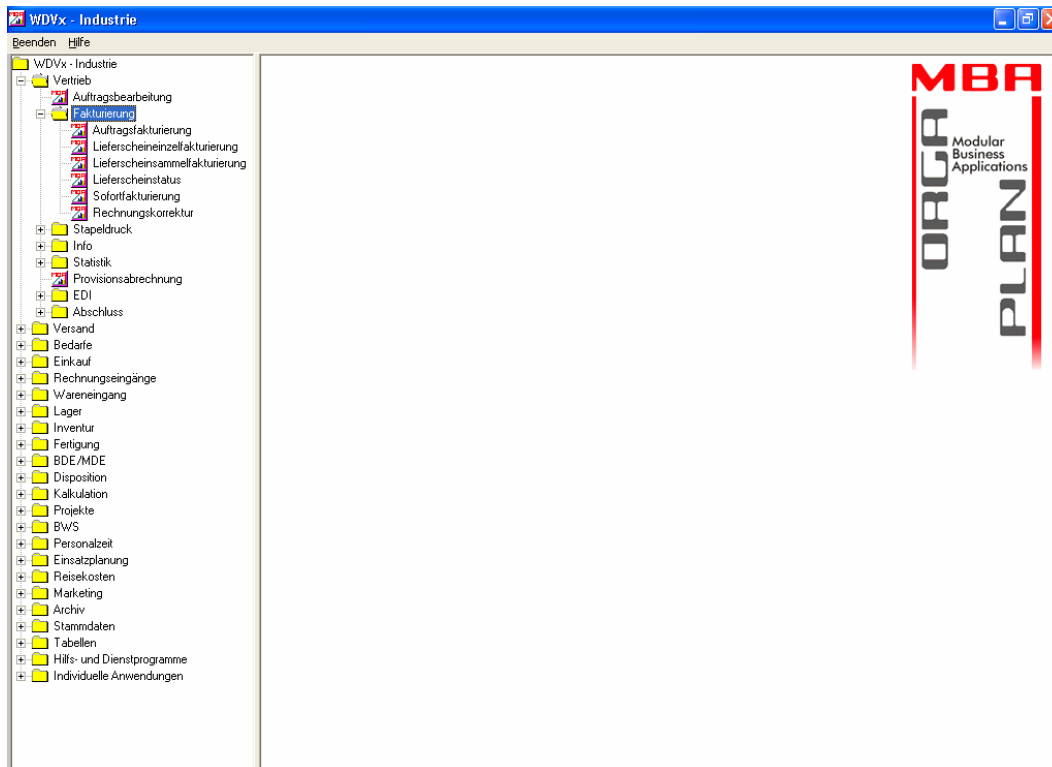 WDVx - Industrie
Beenden Hilfe
WDVx - Industrie
Vertrieb
Auftragsbearbeitung
Fakturierung
Auftragsfakturierung
Lieferscheineinzelfakturierung
Lieferscheinsammelfakturierung
Lieferscheinstatus
Sofortfakturierung
Rechnungskorrektur
Stapeldruck
Info
Statistik
Provisionsabrechnung
EDI
Abschluss
Versand
Bedarfe
Einkauf
Rechnungseingänge
Wareneingang
Lager
Inventur
Fertigung
BDE/MDE
Disposition
Kalkulation
Projekte
BWS
Personalzeit
Einsatzplanung
Reisekosten
Marketing
Archiv
Stammdaten
Tabellen
Hilfs- und Dienstprogramme
Individuelle Anwendungen
MBA
ORGA
Modular
Business
Applications
PLAN